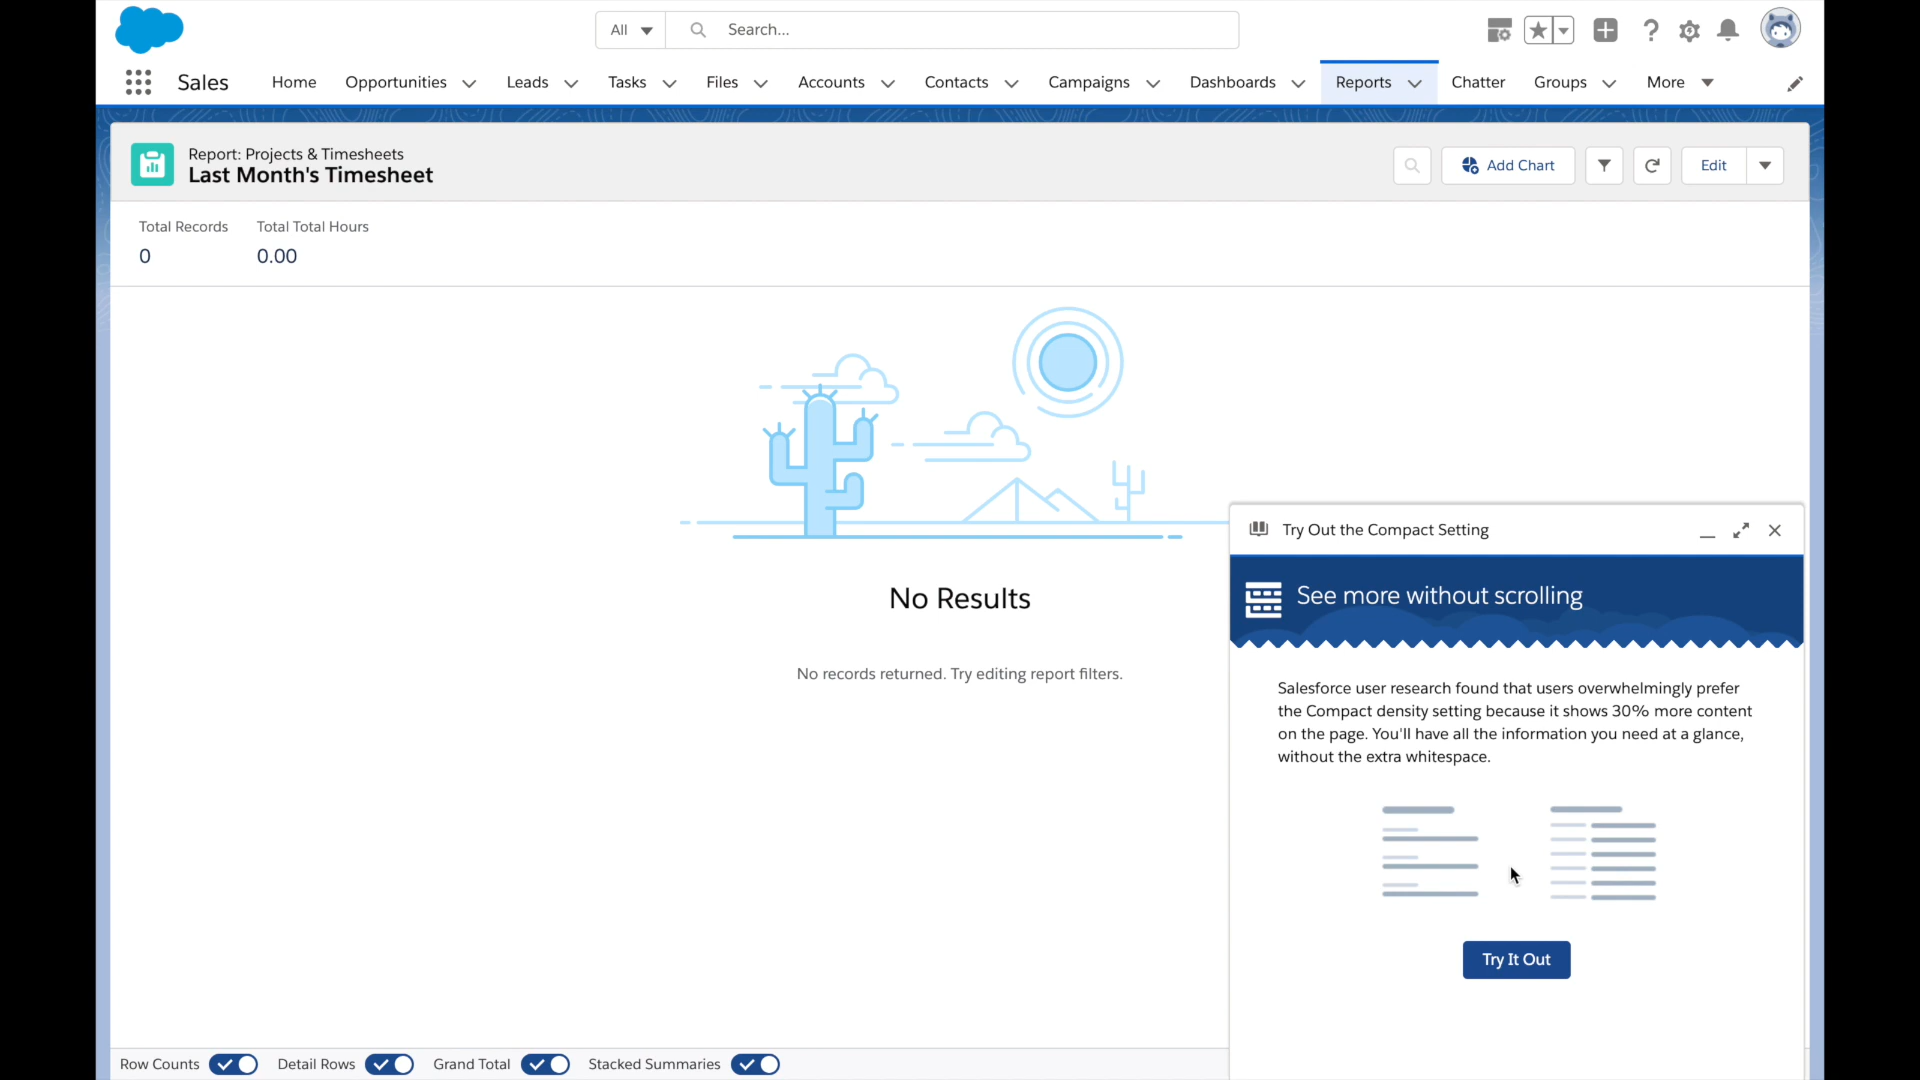 All
Search...
Sales
Home
Opportunities
Leads
Tasks
Files
Accounts
Contacts
Campaigns
Dashboards
Reports
Chatter
Groups
More
Report: Projects & Timesheets
Last Month's Timesheet
Add Chart
Edit
Total Records
0
Total Total Hours
0.00
No Results
No records returned. Try editing report filters.
Try Out the Compact Setting
See more without scrolling
Salesforce user research found that users overwhelmingly prefer
the Compact density setting because it shows 30% more content
on the page. You'll have all the information you need at a glance,
without the extra whitespace.
Try It Out
Row Counts
Detail Rows
Grand Total
Stacked Summaries